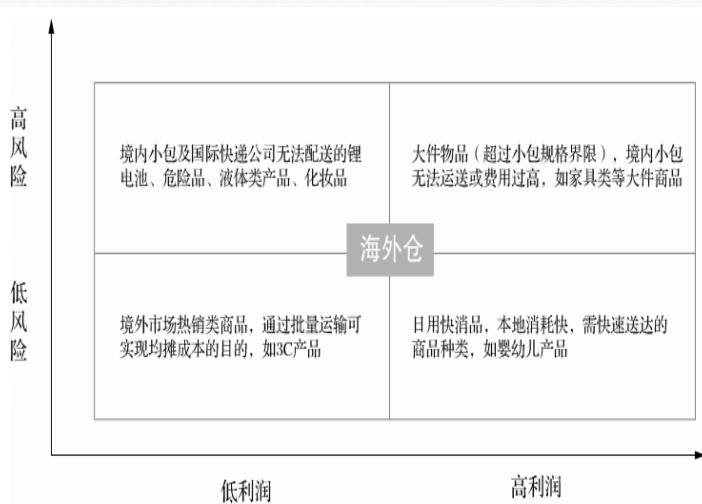 高风险
境内小包及国际快递公司无法配送的锂
电池、危险品、液体类产品、化妆品
大件物品（超过小包规格界限），境内小包
无法运送或费用过高，如家具类等大件商品
海外仓
低风险
境外市场热销类商品，通过批量运输可
实现均摊成本的目的，如3C产品
日用快消品，本地消耗快，需快速送达的
商品种类，如婴幼儿产品
低利润
高利润